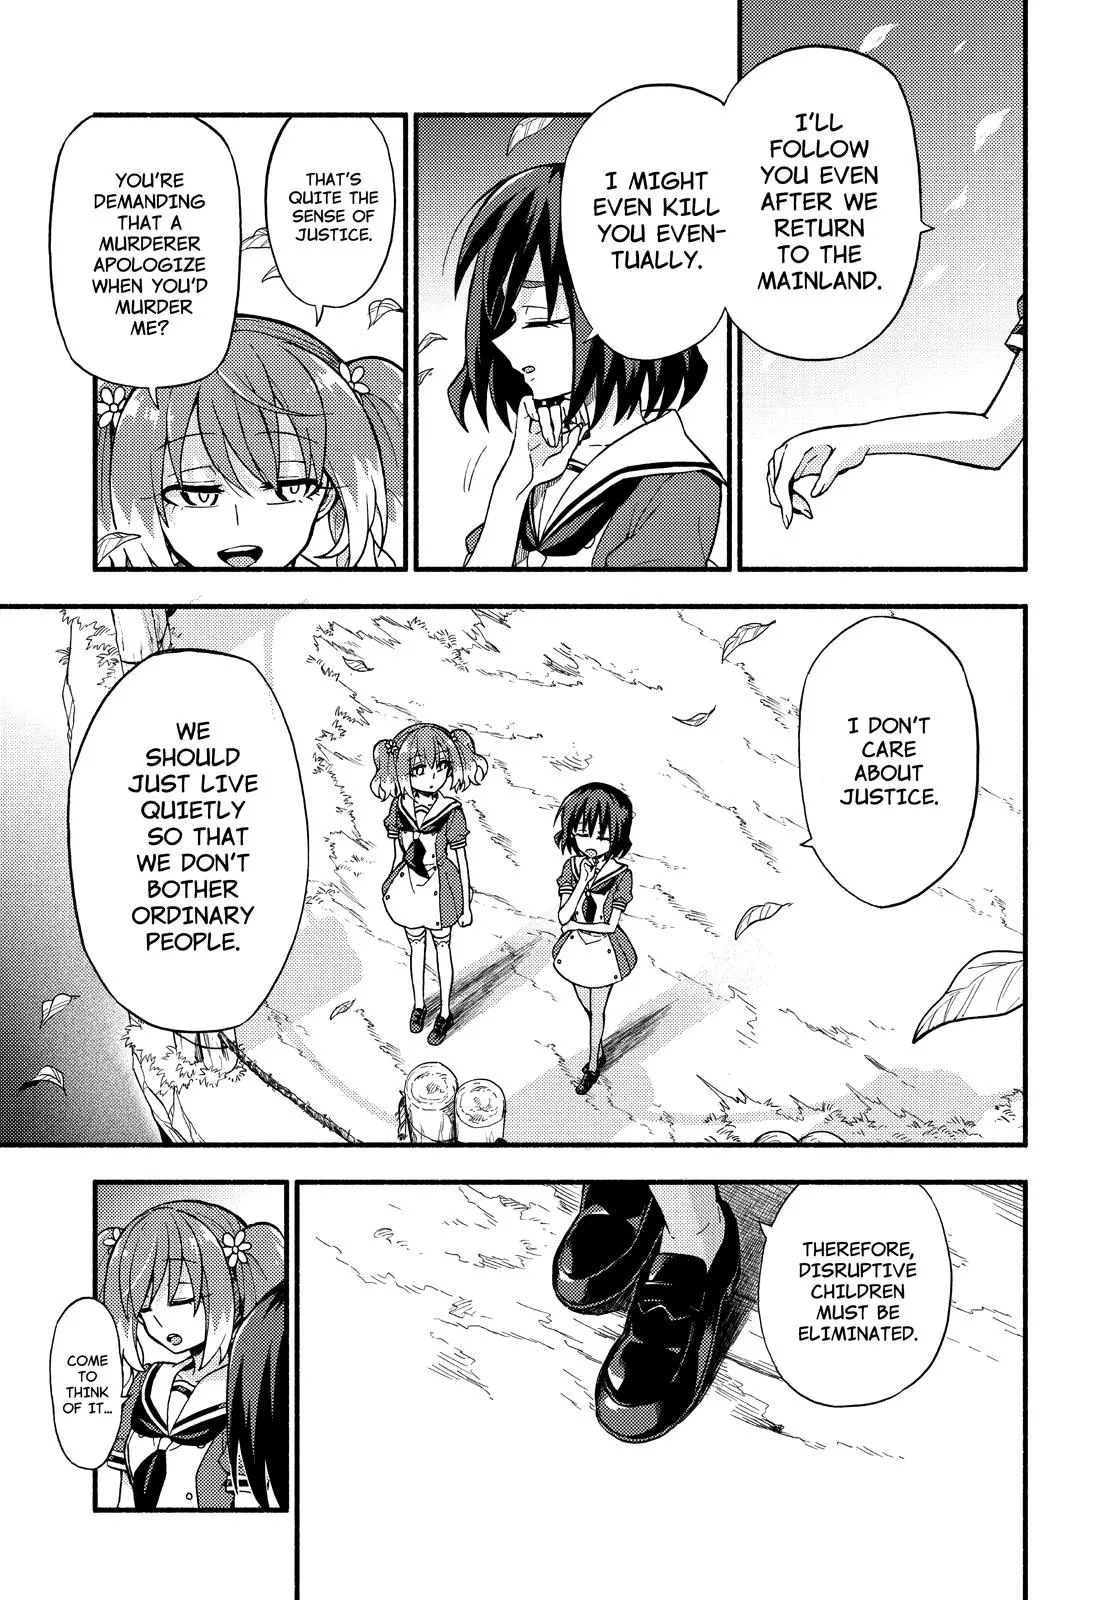 I'LL
FOLLOW
YOU EVEN
AFTER WE
RETURN
TO THE
MAINLAND.
I MIGHT
EVEN KILL
YOU EVEN-
TUALLY.
THAT'S
QUITE THE
SENSE OF
JUSTICE.
YOU'RE
DEMANDING
THAT A
MURDERER
APOLOGIZE
WHEN YOU'D
MURDER
ME?
I DON'T
CARE
ABOUT
JUSTICE.
WE
SHOULD
JUST LIVE
QUIETLY
SO THAT
WE DON'T
BOTHER
ORDINARY
PEOPLE.
THEREFORE,
DISRUPTIVE
CHILDREN
MUST BE
ELIMINATED.
COME
TO
THINK
OF IT...